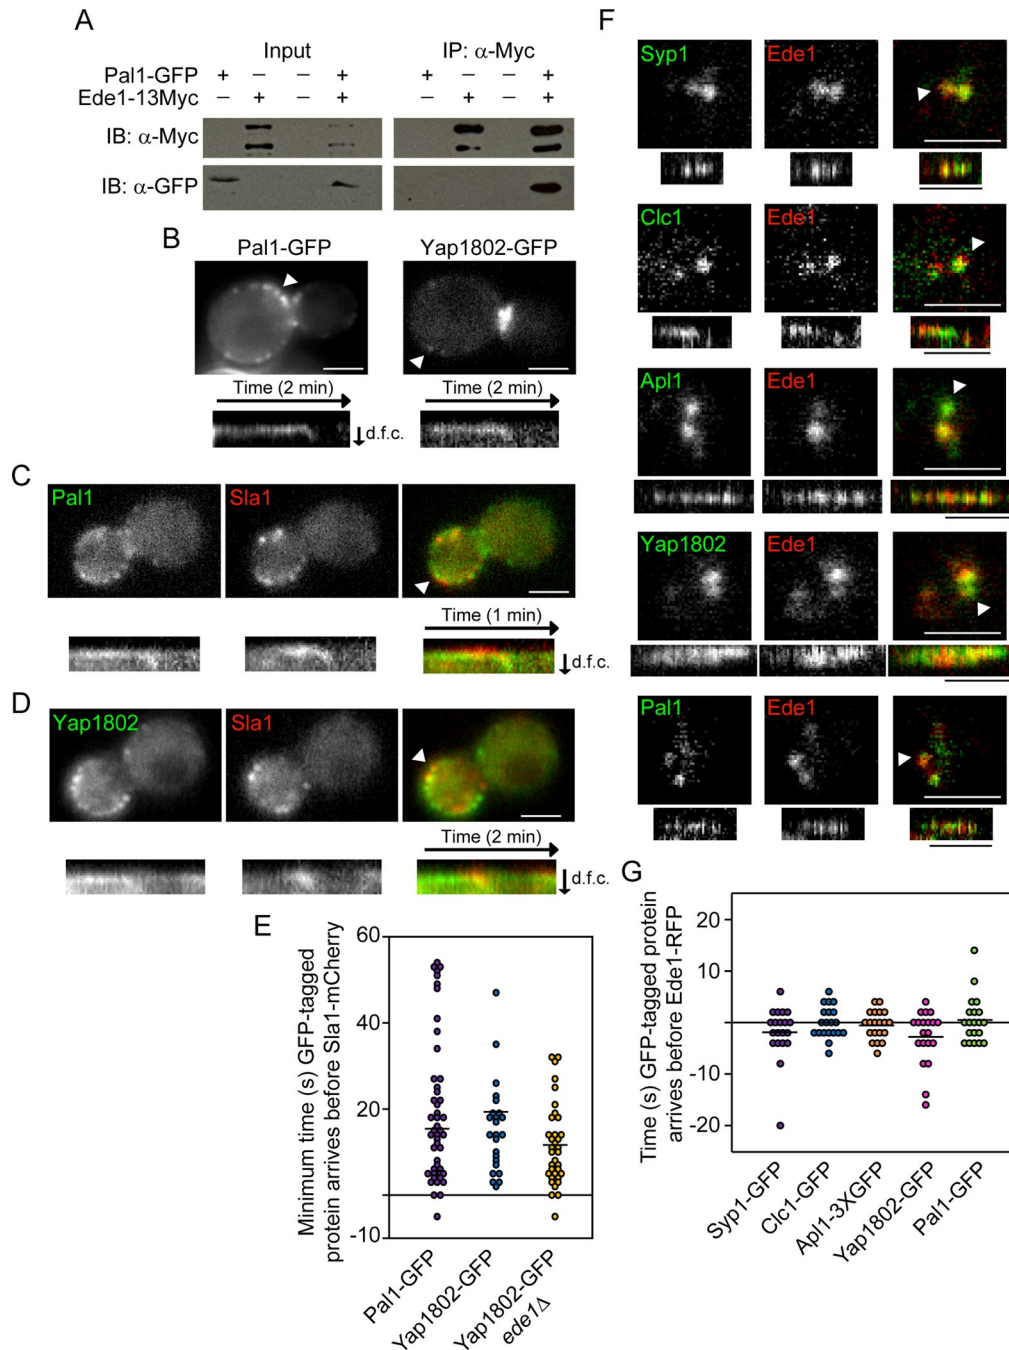 A
Input
IP: α-Myc
Pal1-GFP + – – + + – – +
Ede1-13Myc – + – + – + – +
IB: α-Myc
IB: α-GFP
B
Pal1-GFP
Yap1802-GFP
Time (2 min)
Time (2 min)
d.f.c.
C
Pal1
Sla1
Time (1 min)
d.f.c.
D
Yap1802
Sla1
Time (2 min)
d.f.c.
E
Minimum time (s) GFP-tagged
protein arrives before Sla1-mCherry
60
40
20
-10
Pal1-GFP
Yap1802-GFP
Yap1802-GFP
ede1Δ
F
Syp1
Ede1
Clc1
Ede1
Apl1
Ede1
Yap1802
Ede1
Pal1
Ede1
G
Time (s) GFP-tagged protein
arrives before Ede1-RFP
20
10
0
-10
-20
Syp1-GFP
Clc1-GFP
Apl1-3XGFP
Yap1802-GFP
Pal1-GFP